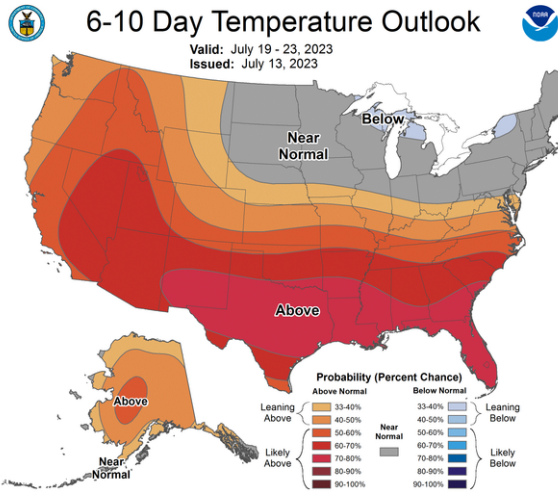 6-10 Day Temperature Outlook
NOAA
Valid: July 19 - 23, 2023
Issued: July 13, 2023
Below
Near
Normal
Above
Above
Near
Normal
Probability (Percent Chance)
Above Normal
Below Normal
Leaning
Above
33-40%
40-50%
Likely
Above
50-60%
60-70%
70-80%
80-90%
90-100%
Near
Normal
33-40%
40-50%
Leaning
Below
50-60%
60-70%
70-80%
80-90%
90-100%
Likely
Below